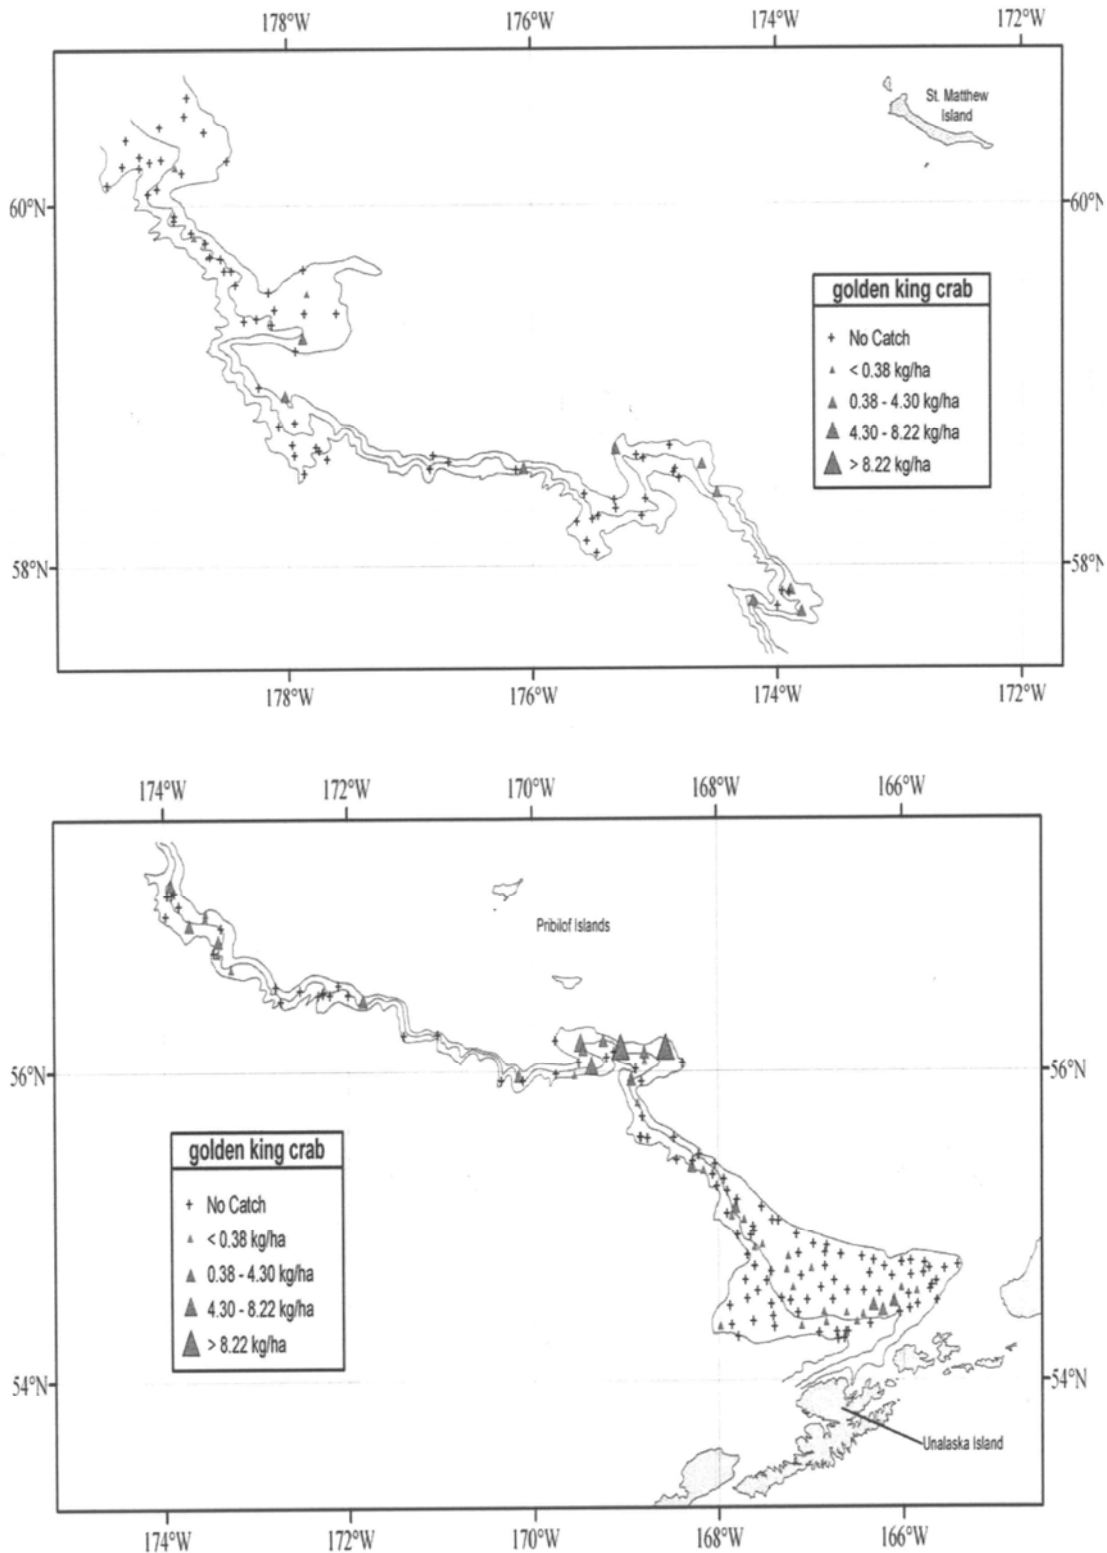 178°W 176°W 174°W 172°W
St. Matthew
Island
60°N 60°N
golden king crab
+ No Catch
< 0.38 kg/ha
0.38 - 4.30 kg/ha
4.30 - 8.22 kg/ha
> 8.22 kg/ha
58°N 58°N
178°W 176°W 174°W 172°W
174°W 172°W 170°W 168°W 166°W
Pribilof Islands
56°N 56°N
golden king crab
+ No Catch
< 0.38 kg/ha
0.38 - 4.30 kg/ha
4.30 - 8.22 kg/ha
> 8.22 kg/ha
54°N 54°N
Unalaska Island
174°W 172°W 170°W 168°W 166°W